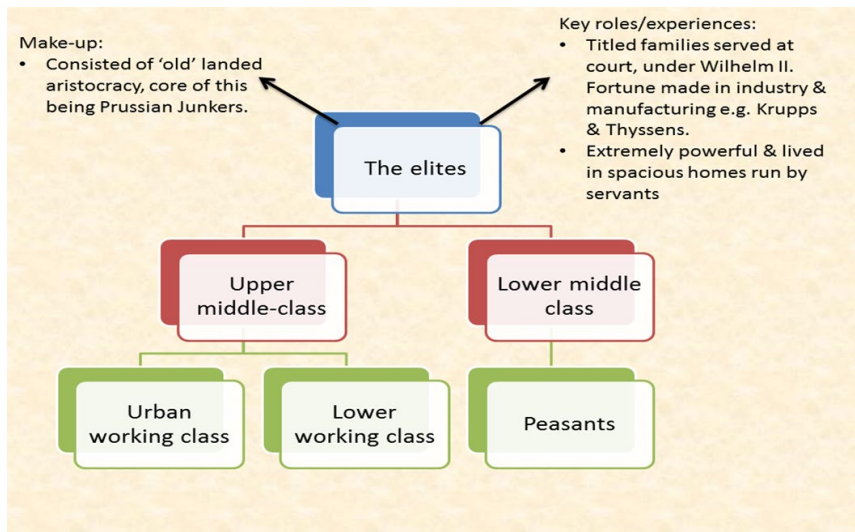 Make-up:
• Consisted of ‘old’ landed
aristocracy, core of this
being Prussian Junkers.
Key roles/experiences:
• Titled families served at
court, under Wilhelm II.
Fortune made in industry &
manufacturing e.g. Krupps
& Thyssens.
• Extremely powerful & lived
in spacious homes run by
servants
The elites
Upper
middle-class
Lower middle
class
Urban
working class
Lower
working class
Peasants